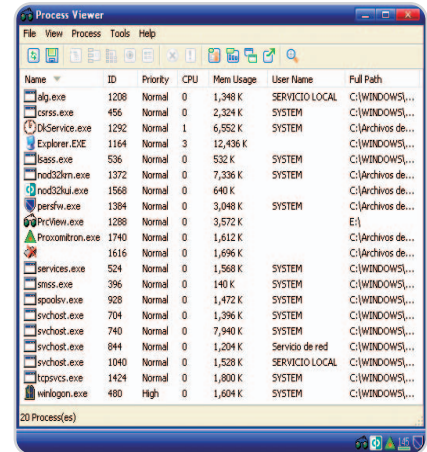 Process Viewer
File View Process Tools Help
Name ID Priority CPU Mem Usage User Name Full Path
alg.exe 1208 Normal 0 1,348 K SERVICIO LOCAL C:\WINDOWS\...
csrss.exe 456 Normal 0 2,324 K SYSTEM C:\WINDOWS\...
DkService.exe 1292 Normal 1 6,552 K SYSTEM C:\Archivos de...
Explorer.EXE 1164 Normal 3 12,436 K C:\WINDOWS\...
lsass.exe 536 Normal 0 532 K SYSTEM C:\WINDOWS\...
nod32krn.exe 1372 Normal 0 7,336 K SYSTEM C:\Archivos de...
nod32kui.exe 1568 Normal 0 640 K C:\Archivos de...
persfw.exe 1384 Normal 0 3,048 K SYSTEM C:\Archivos de...
PrcView.exe 1288 Normal 0 3,572 K E:\
Proxomitron.exe 1740 Normal 0 1,612 K C:\Archivos de...
1616 Normal 0 1,696 K C:\Archivos de...
services.exe 524 Normal 0 1,568 K SYSTEM C:\WINDOWS\...
smss.exe 396 Normal 0 140 K SYSTEM C:\WINDOWS\...
spoolsv.exe 928 Normal 0 1,472 K SYSTEM C:\WINDOWS\...
svchost.exe 704 Normal 0 1,396 K SYSTEM C:\WINDOWS\...
svchost.exe 740 Normal 0 7,940 K SYSTEM C:\WINDOWS\...
svchost.exe 844 Normal 0 1,204 K Servicio de red C:\WINDOWS\...
svchost.exe 1040 Normal 0 1,528 K SERVICIO LOCAL C:\WINDOWS\...
tcpsvcs.exe 1424 Normal 0 1,800 K SYSTEM C:\WINDOWS\...
winlogon.exe 480 High 0 1,604 K SYSTEM C:\WINDOWS\...
20 Process(es)
145